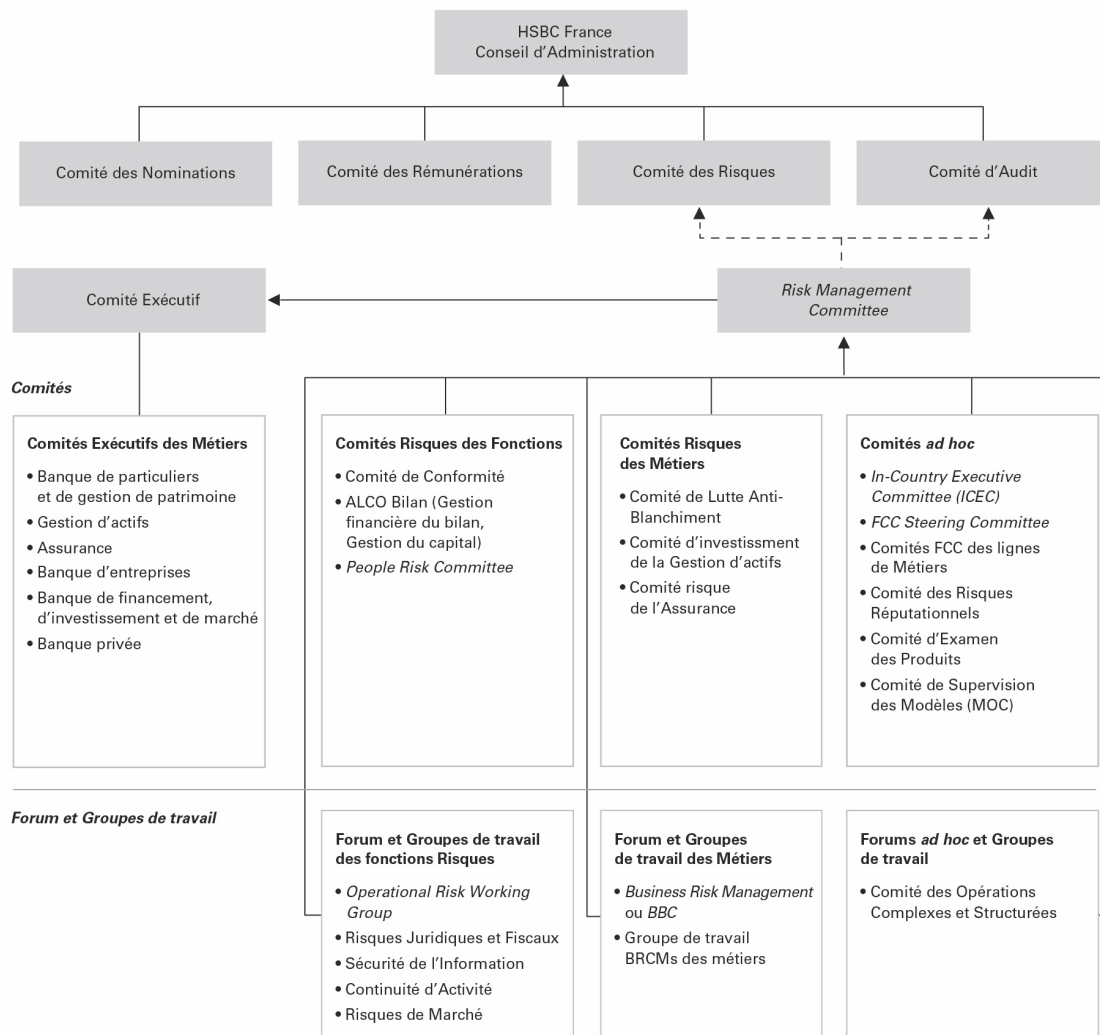 HSBC France
Conseil d'Administration
Comité des Nominations
Comité des Rémunérations
Comité des Risques
Comité d'Audit
Comité Exécutif
Risk Management
Committee
Comités
Comités Exécutifs des Métiers
• Banque de particuliers
et de gestion de patrimoine
• Gestion d'actifs
• Assurance
• Banque d'entreprises
• Banque de financement,
d'investissement et de marché
• Banque privée
Comités Risques des Fonctions
• Comité de Conformité
• ALCO Bilan (Gestion
financière du bilan,
Gestion du capital)
• People Risk Committee
Comités Risques
des Métiers
• Comité de Lutte Anti-
Blanchiment
• Comité d'investissment
de la Gestion d'actifs
• Comité risque
de l'Assurance
Comités ad hoc
• In-Country Executive
Committee (ICEC)
• FCC Steering Committee
• Comités FCC des lignes
de Métiers
• Comité des Risques
Réputationnels
• Comité d'Examen
des Produits
• Comité de Supervision
des Modèles (MOC)
Forum et Groupes de travail
Forum et Groupes de travail
des fonctions Risques
• Operational Risk Working
Group
• Risques Juridiques et Fiscaux
• Sécurité de l'Information
• Continuité d'Activité
• Risques de Marché
Forum et Groupes
de travail des Métiers
• Business Risk Management
ou BBC
• Groupe de travail
BRCMs des métiers
Forums ad hoc et Groupes
de travail
• Comité des Opérations
Complexes et Structurées